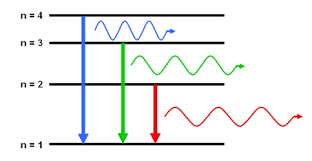 n = 4
n = 3
n = 2
n = 1